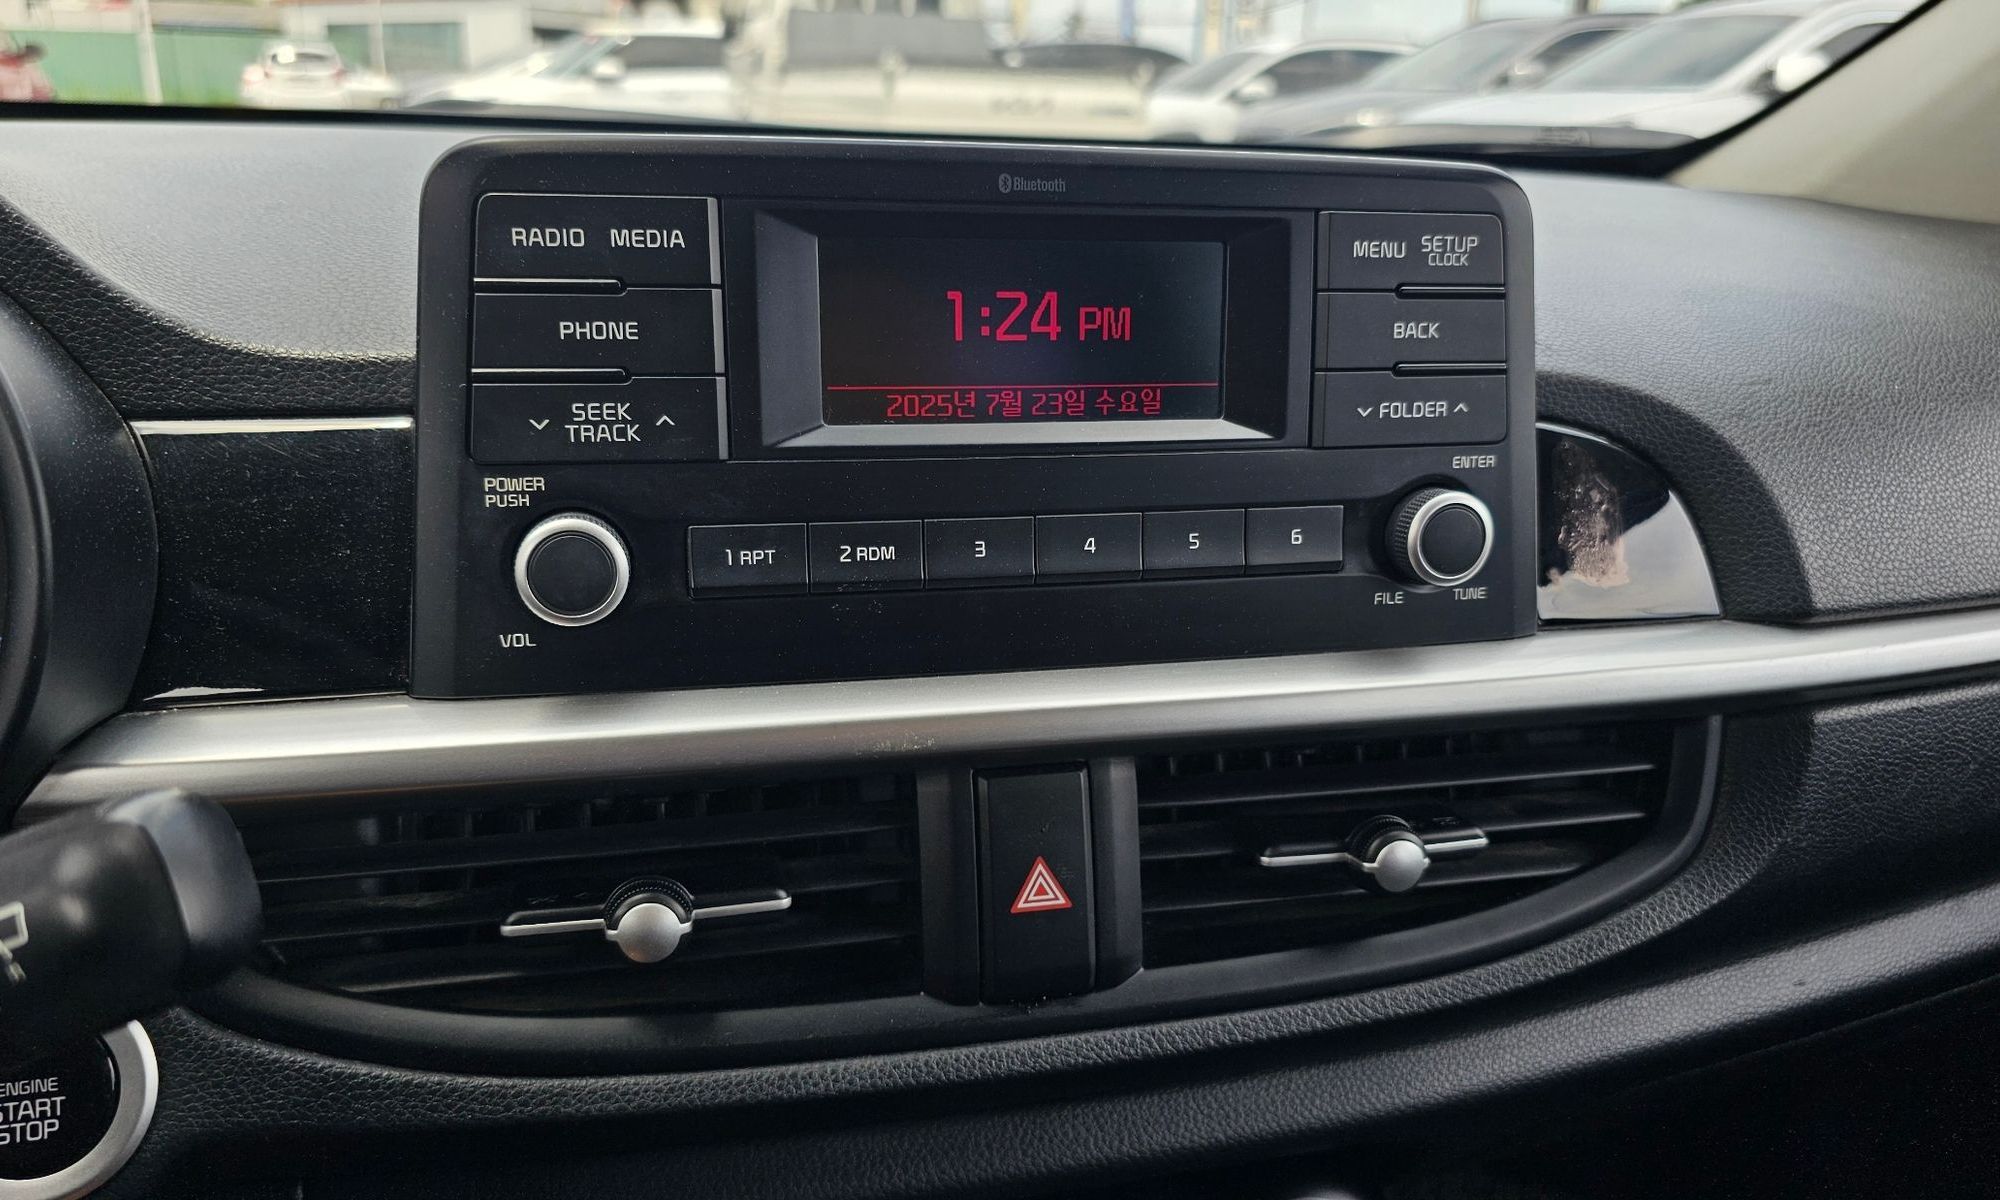 Bluetooth
RADIO MEDIA
PHONE
SEEK
TRACK
1:24 PM
2025년 7월 23일 수요일
MENU SETUP
CLOCK
BACK
FOLDER
POWER
PUSH
VOL
1 RPT
2 RDM
3
4
5
6
ENTER
FILE
TUNE
ENGINE
START
STOP